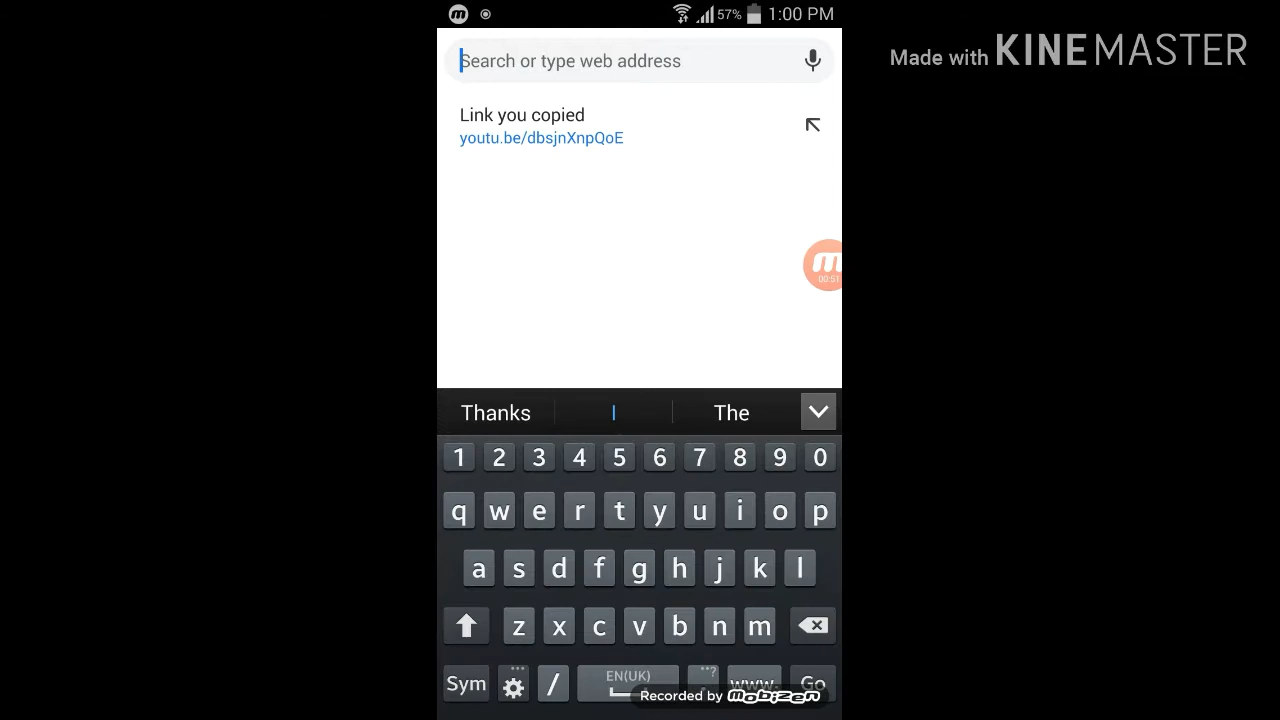 57% 1:00 PM
Made with KINEMASTER
Search or type web address
Link you copied
youtu.be/dbsjnXnpQoE
00:51
Thanks I The
1 2 3 4 5 6 7 8 9 0
q w e r t y u i o p
a s d f g h j k l
z x c v b n m
Sym / EN(UK) www. Go
Recorded by mobizen